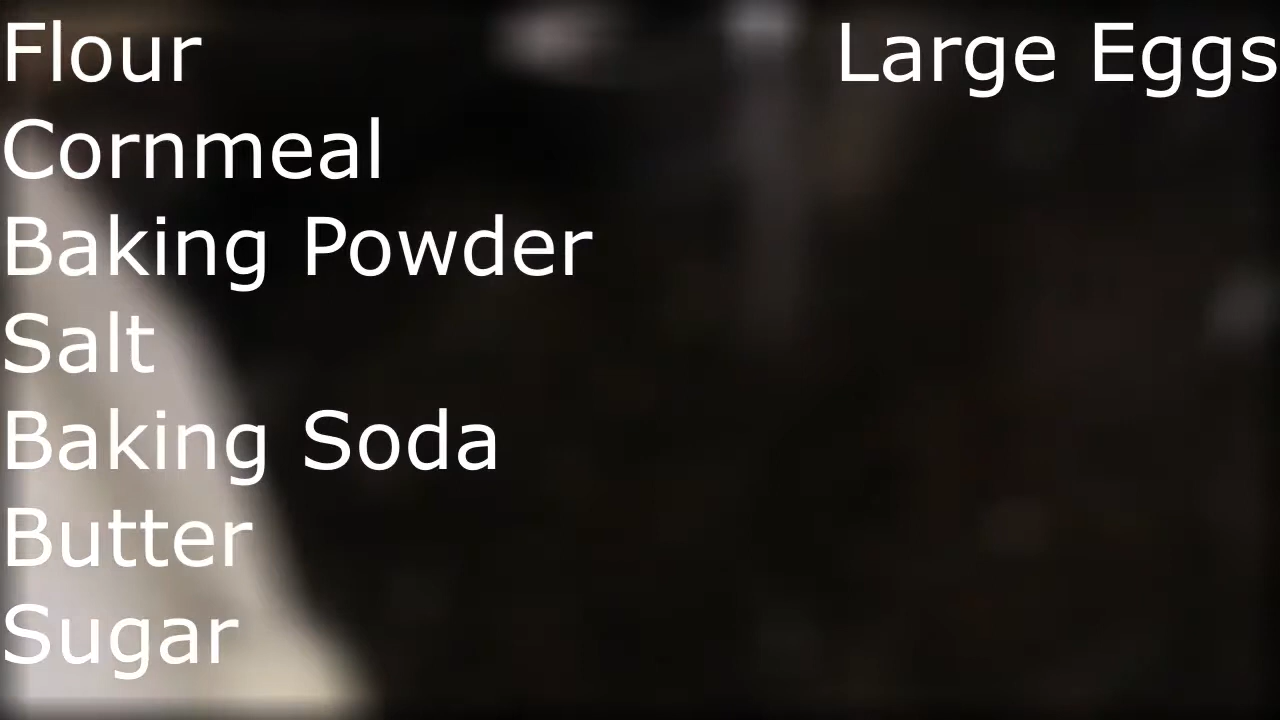 Flour
Cornmeal
Baking Powder
Salt
Baking Soda
Butter
Sugar
Large Eggs